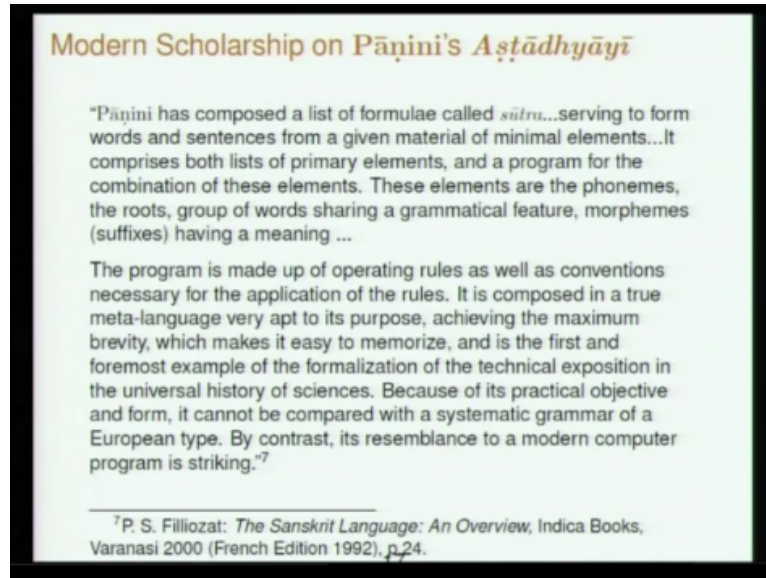 Modern Scholarship on Pāṇini's Aṣṭādhyāyī
“Pāṇini has composed a list of formulae called sūtra...serving to form
words and sentences from a given material of minimal elements...It
comprises both lists of primary elements, and a program for the
combination of these elements. These elements are the phonemes,
the roots, group of words sharing a grammatical feature, morphemes
(suffixes) having a meaning ...
The program is made up of operating rules as well as conventions
necessary for the application of the rules. It is composed in a true
meta-language very apt to its purpose, achieving the maximum
brevity, which makes it easy to memorize, and is the first and
foremost example of the formalization of the technical exposition in
the universal history of sciences. Because of its practical objective
and form, it cannot be compared with a systematic grammar of a
European type. By contrast, its resemblance to a modern computer
program is striking.”7
7P. S. Filliozat: The Sanskrit Language: An Overview, Indica Books,
Varanasi 2000 (French Edition 1992), p.24.
17